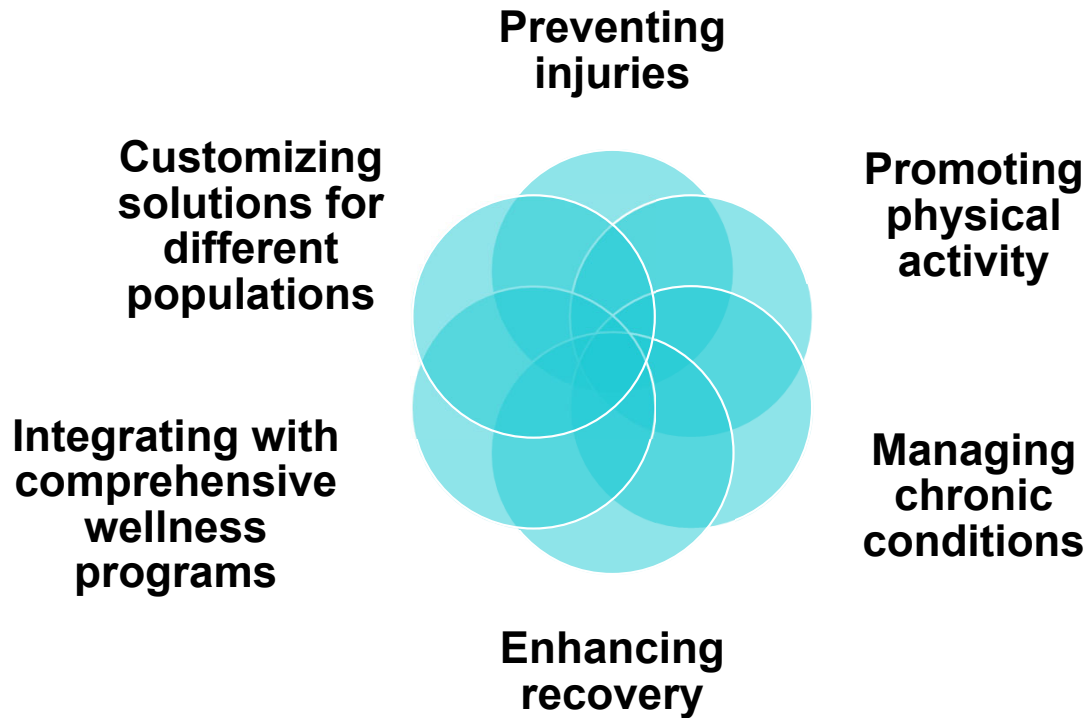 Preventing
injuries
Promoting
physical
activity
Managing
chronic
conditions
Enhancing
recovery
Integrating with
comprehensive
wellness
programs
Customizing
solutions for
different
populations